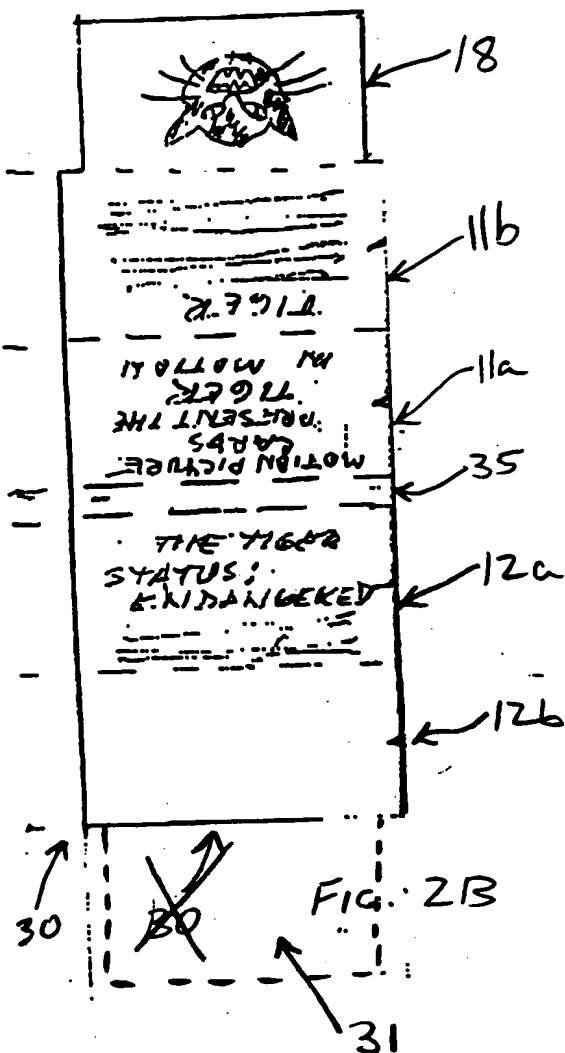 18
11b
TIGER
IN MOTION
TIGER
PRESENT THE
CARDS
MOTION PICTURE
11a
35
THE TIGER
STATUS:
ENDANGERED
12a
12b
30
30
FIG. 2B
31